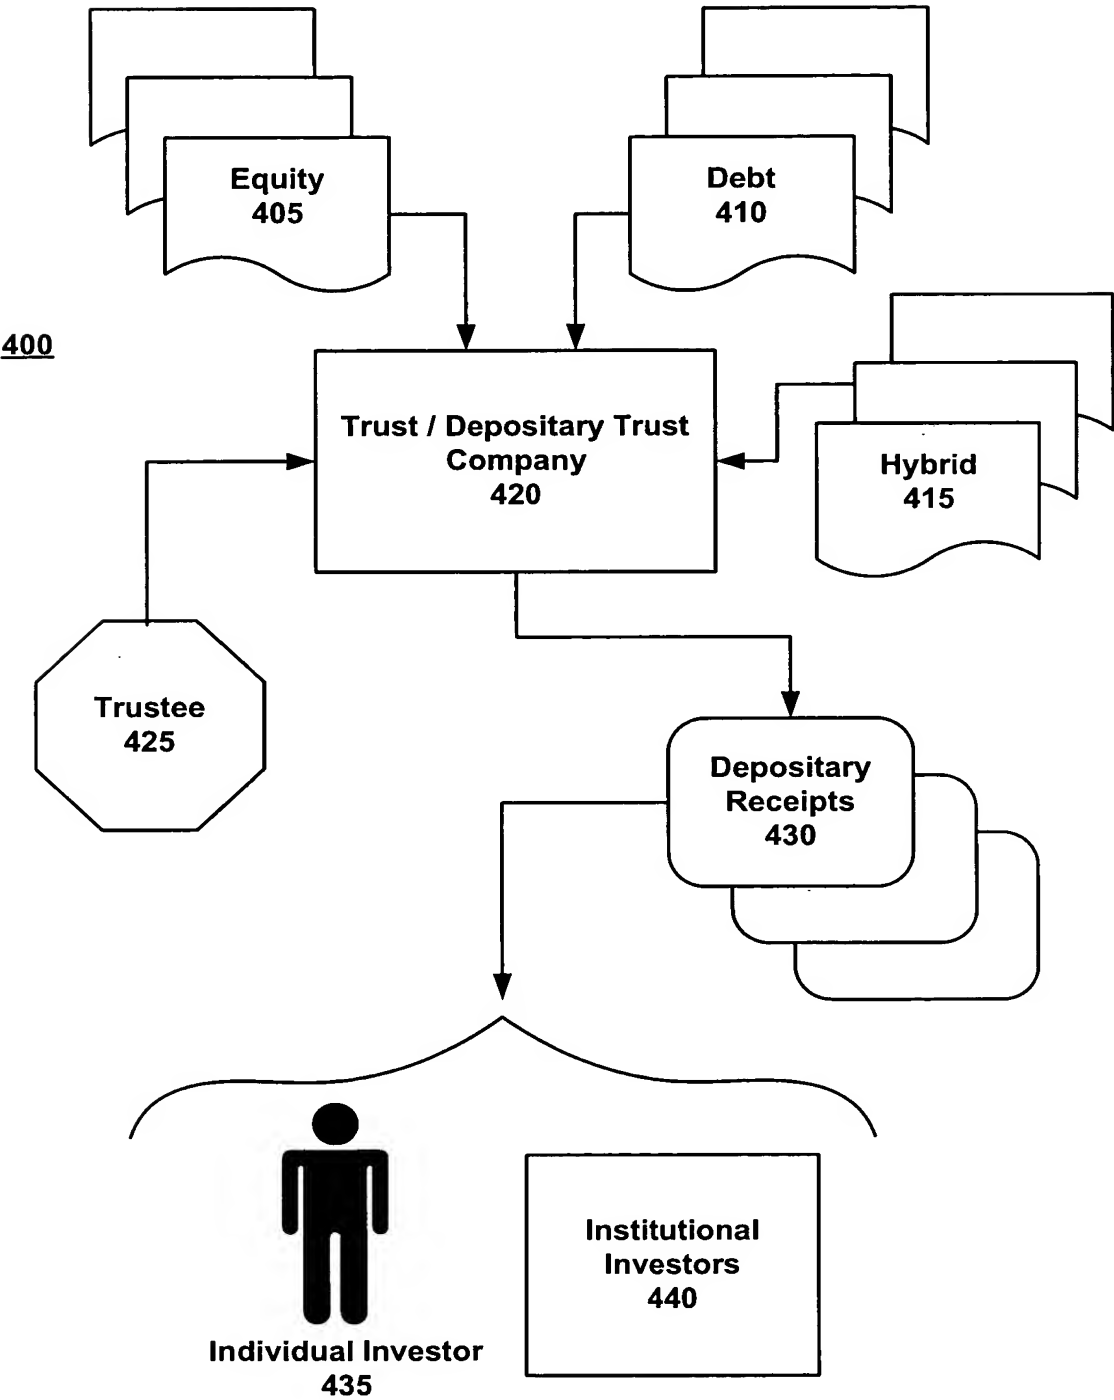 Equity
405
Debt
410
400
Trust / Depositary Trust
Company
420
Hybrid
415
Trustee
425
Depositary
Receipts
430
Institutional
Investors
440
Individual Investor
435